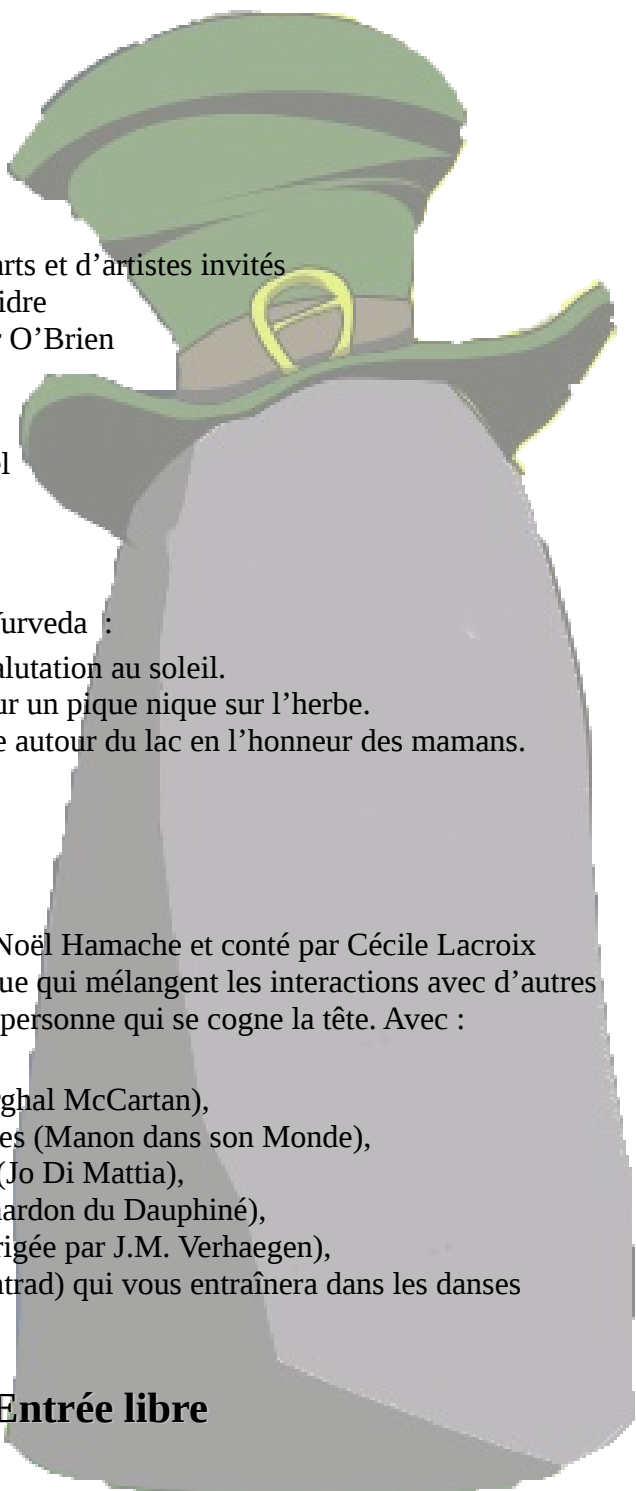 arts et d’artistes invités
idre
O’Brien
l
urveda :
alutation au soleil.
ur un pique nique sur l’herbe.
e autour du lac en l’honneur des mamans.
Noël Hamache et conté par Cécile Lacroix
ue qui mélangent les interactions avec d’autres
personne qui se cogne la tête. Avec :
ghal McCartan),
es (Manon dans son Monde),
(Jo Di Mattia),
ardon du Dauphiné),
rigée par J.M. Verhaegen),
trad) qui vous entraînera dans les danses
Entrée libre